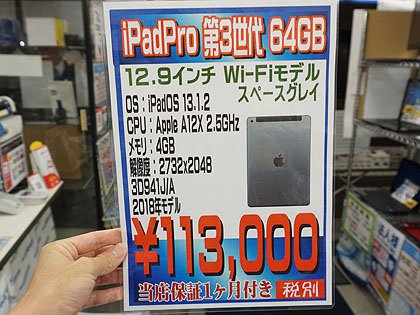 iPadPro 第3世代 64GB
12.9インチ Wi-Fiモデル
スペースグレイ
OS：iPadOS 13.1.2
CPU：Apple A12X 2.5GHz
メモリ：4GB
解像度：2732x2048
3D941J/A
2018年モデル
¥113,000
当店保証1ヶ月付き 税別